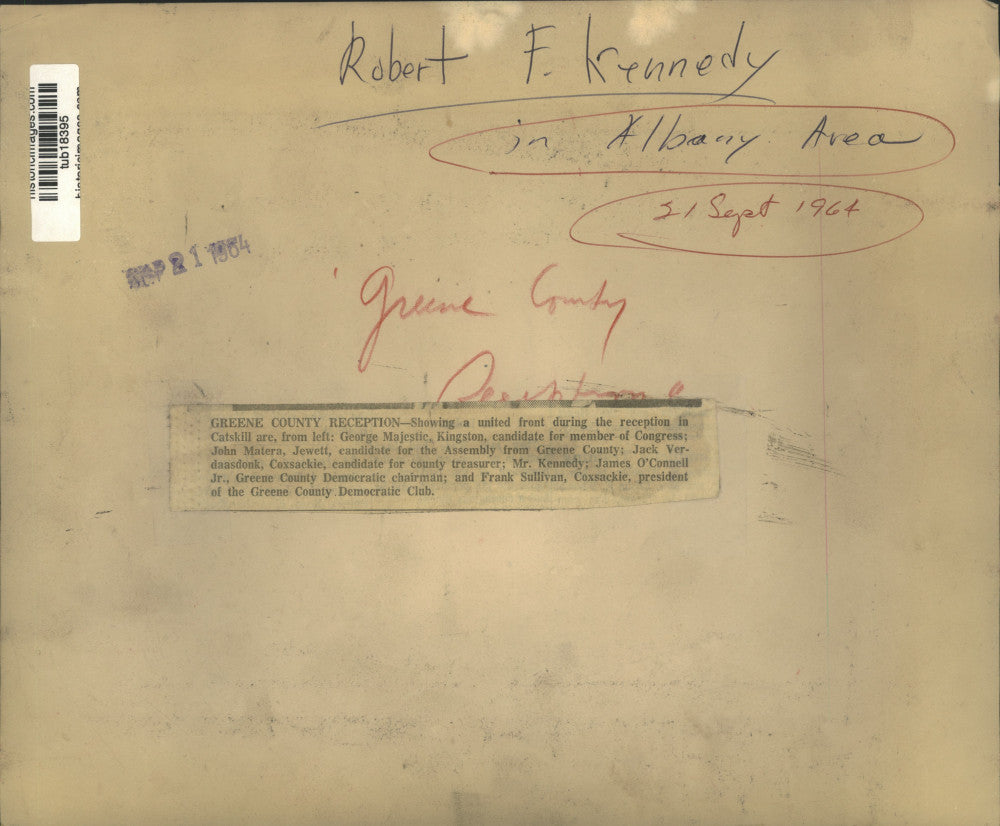 Robert F. Kennedy
in Albany Area
21 Sept 1964
historicimages.com
tub18395
historicimages.com
SEP 21 1964
Greene County
Reception
GREENE COUNTY RECEPTION—Showing a united front during the reception in
Catskill are, from left: George Majestic, Kingston, candidate for member of Congress;
John Matera, Jewett, candidate for the Assembly from Greene County; Jack Ver-
daasdonk, Coxsackie, candidate for county treasurer; Mr. Kennedy; James O'Connell
Jr., Greene County Democratic chairman; and Frank Sullivan, Coxsackie, president
of the Greene County Democratic Club.